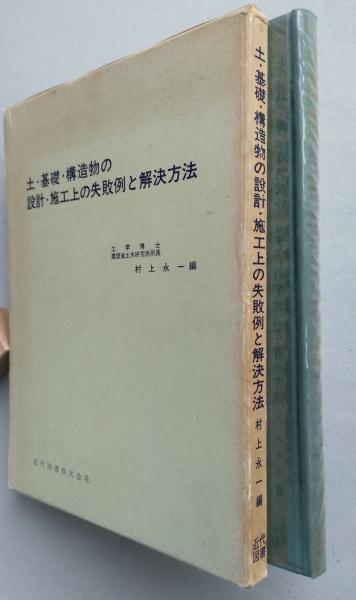 土・基礎・構造物の
設計・施工上の失敗例と解決方法
工学博士
建設省土木研究所所長
村上永一編
近代図書株式会社
土・基礎・構造物の設計・施工上の失敗例と解決方法
村上永一編
近代
図書